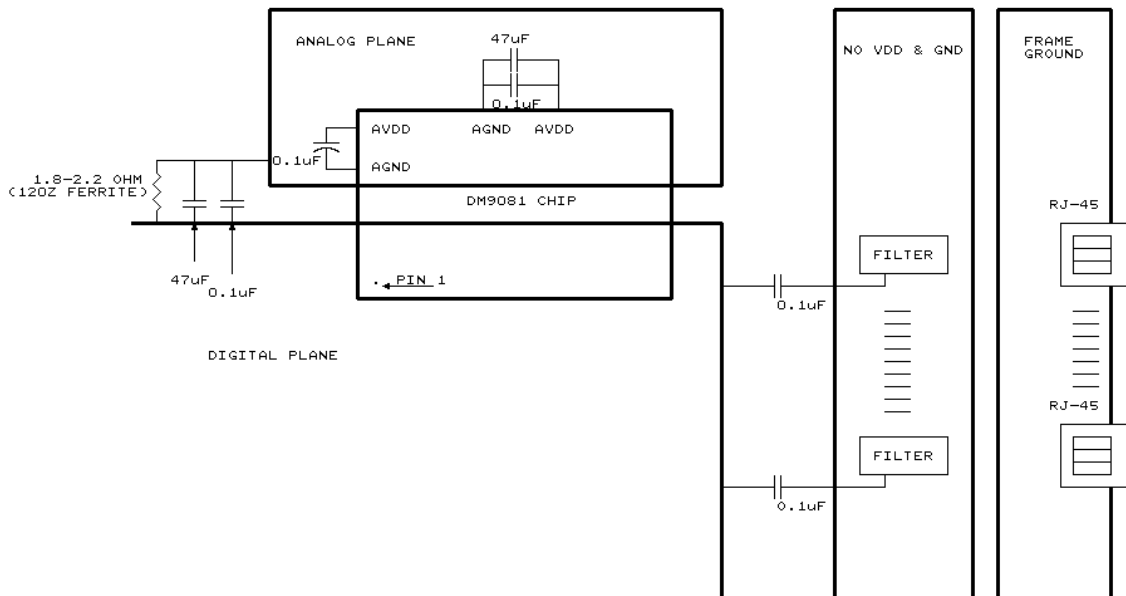 ANALOG PLANE
47uF
0.1uF
AVDD
AGND
AVDD
AGND
0.1uF
DM9081 CHIP
1.8-2.2 OHM
(120Z FERRITE)
47uF
0.1uF
. PIN 1
DIGITAL PLANE
NO VDD & GND
FRAME
GROUND
RJ-45
FILTER
0.1uF
RJ-45
FILTER
0.1uF